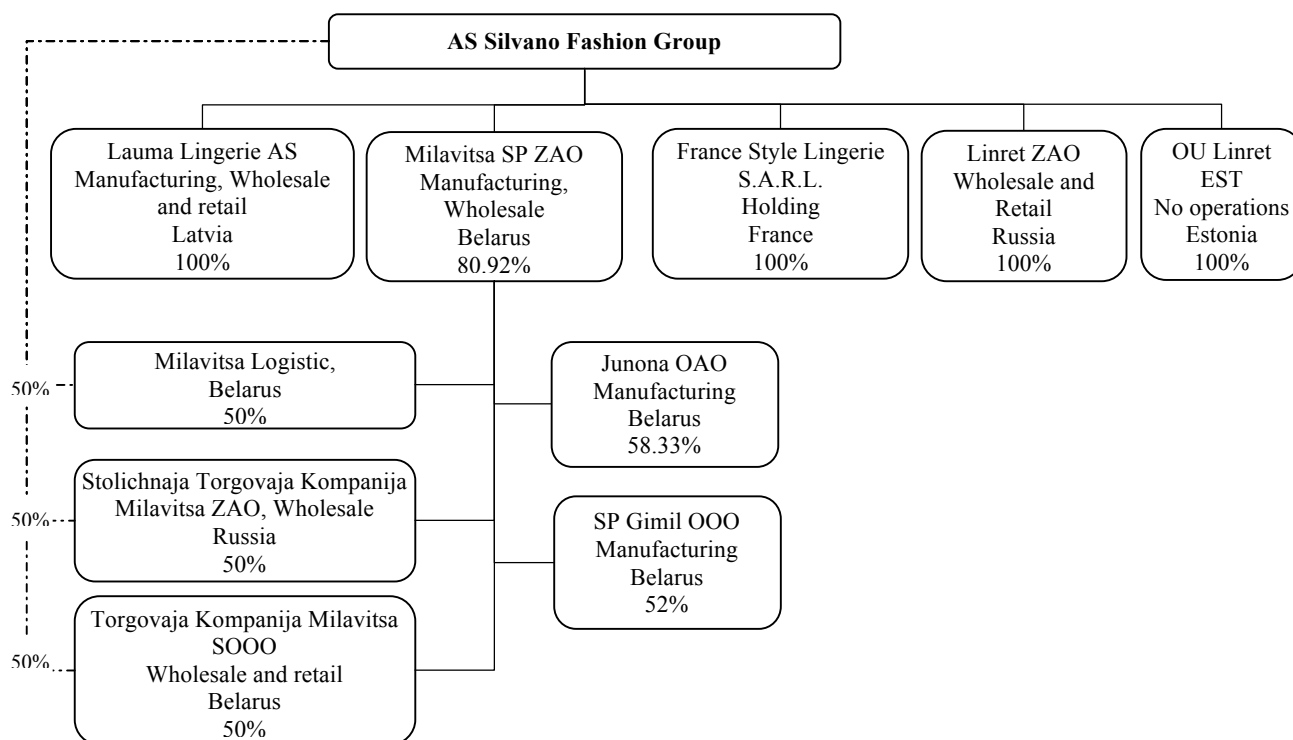 AS Silvano Fashion Group
Lauma Lingerie AS
Manufacturing, Wholesale
and retail
Latvia
100%
Milavitsa SP ZAO
Manufacturing,
Wholesale
Belarus
80.92%
France Style Lingerie
S.A.R.L.
Holding
France
100%
Linret ZAO
Wholesale and
Retail
Russia
100%
OU Linret
EST
No operations
Estonia
100%
50%
Milavitsa Logistic,
Belarus
50%
Junona OAO
Manufacturing
Belarus
58.33%
50%
Stolichnaja Torgovaja Kompanija
Milavitsa ZAO, Wholesale
Russia
50%
SP Gimil OOO
Manufacturing
Belarus
52%
50%
Torgovaja Kompanija Milavitsa
SOOO
Wholesale and retail
Belarus
50%